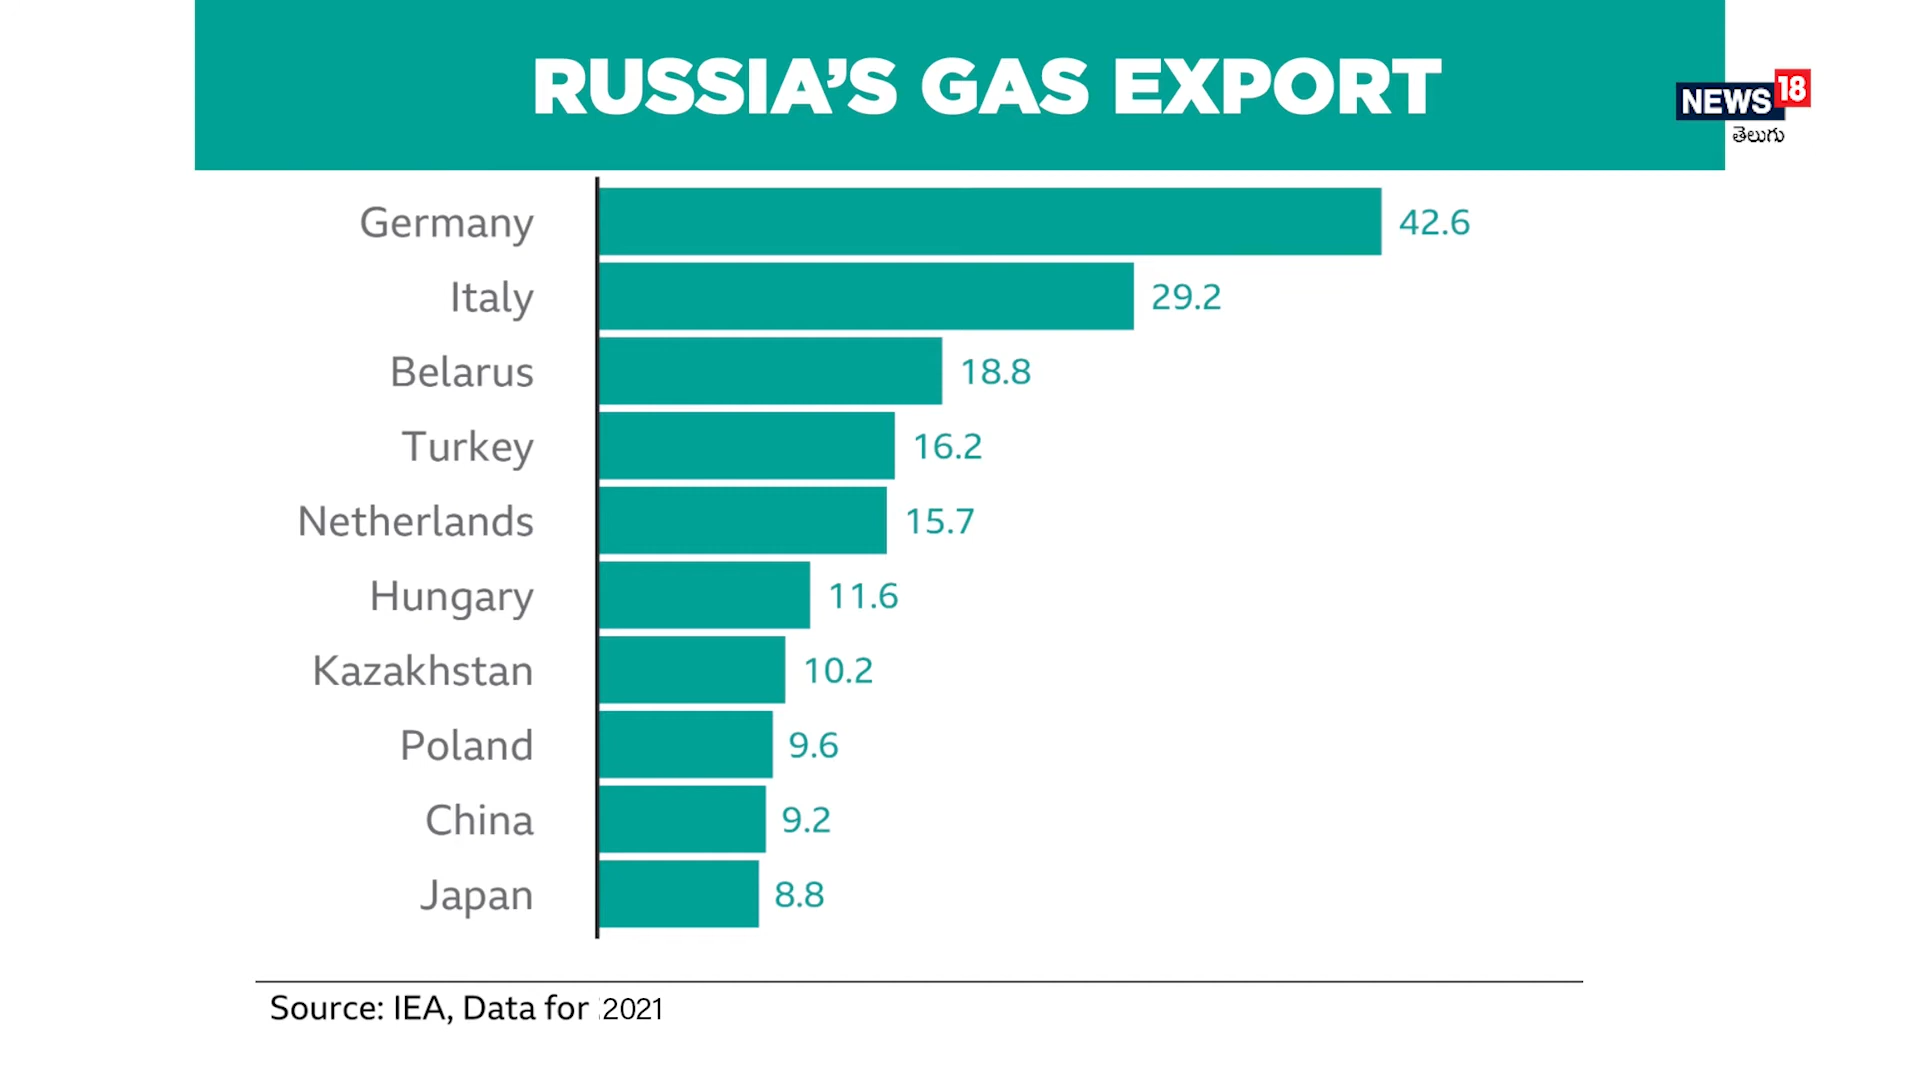 RUSSIA'S GAS EXPORT
NEWS 18
తెలుగు
Germany 42.6
Italy 29.2
Belarus 18.8
Turkey 16.2
Netherlands 15.7
Hungary 11.6
Kazakhstan 10.2
Poland 9.6
China 9.2
Japan 8.8
Source: IEA, Data for 2021